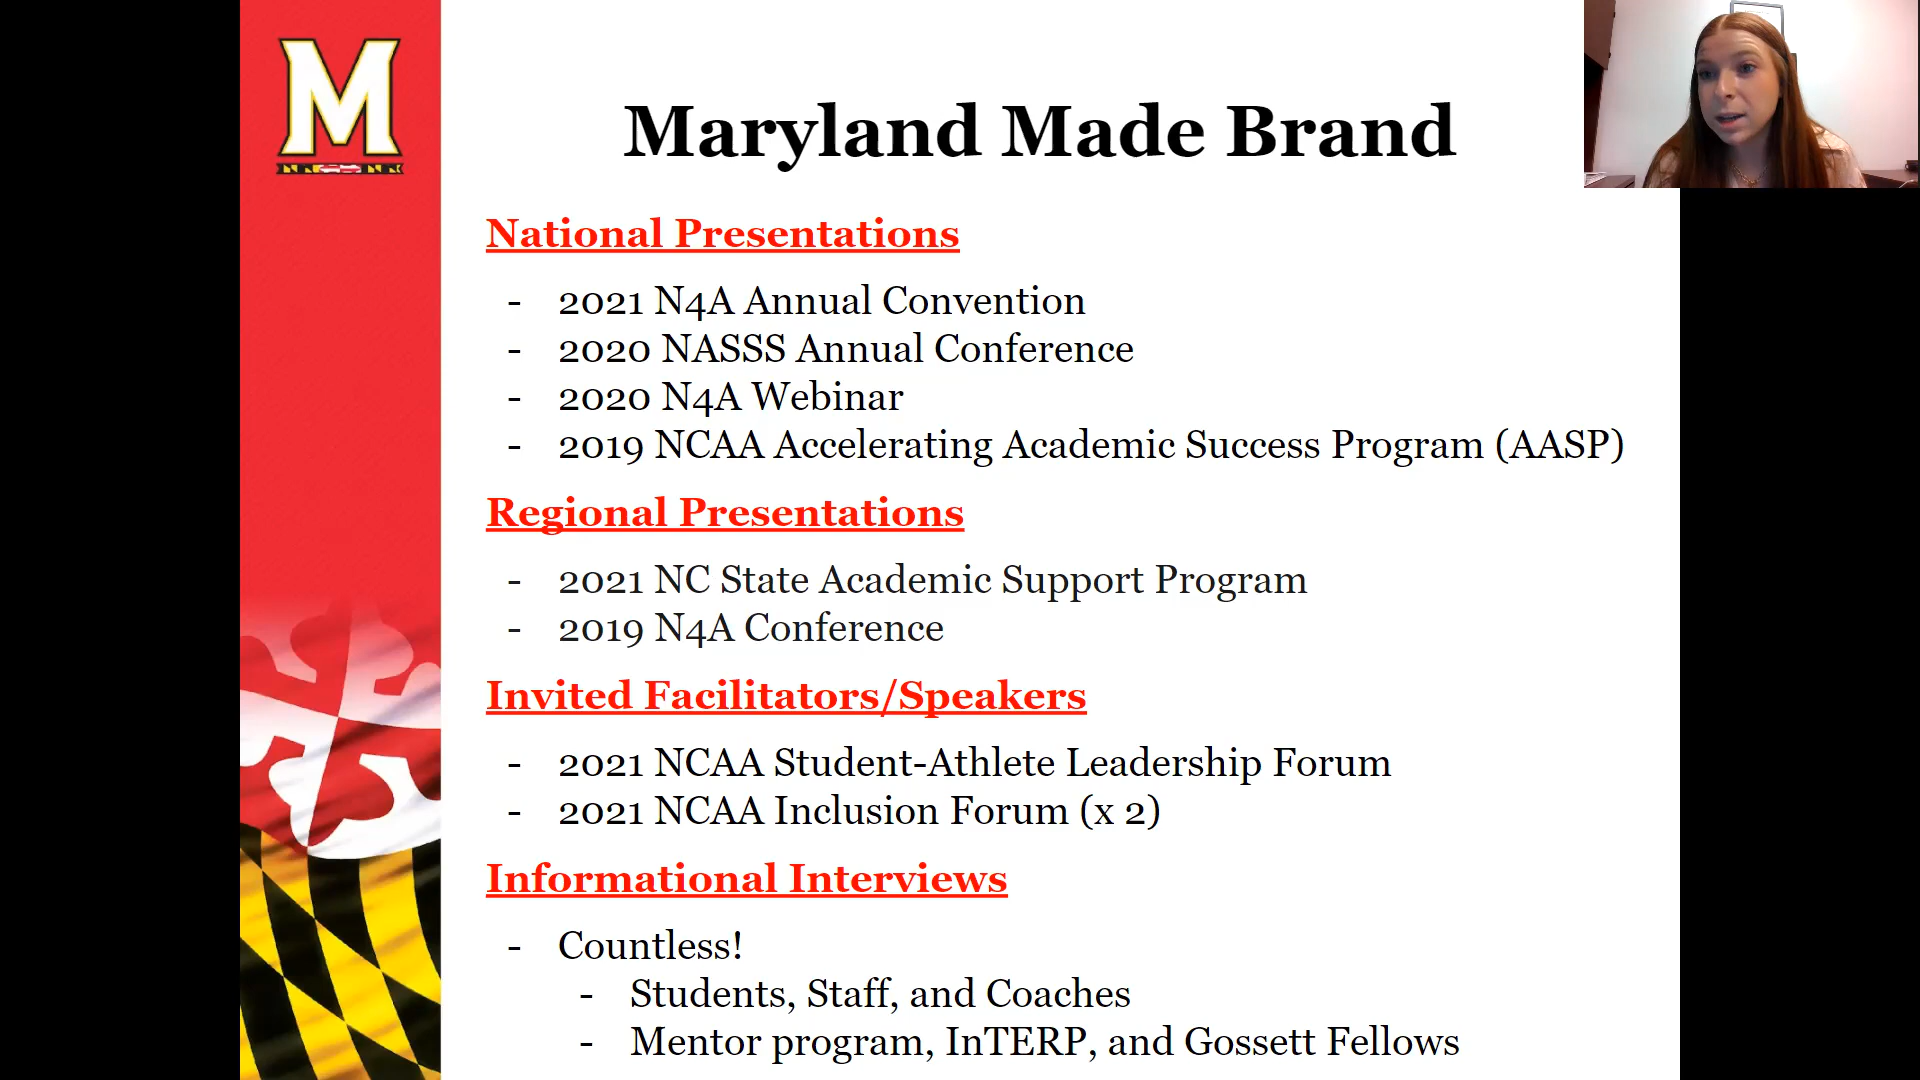 M
Maryland Made Brand
National Presentations
- 2021 N4A Annual Convention
- 2020 NASSS Annual Conference
- 2020 N4A Webinar
- 2019 NCAA Accelerating Academic Success Program (AASP)
Regional Presentations
- 2021 NC State Academic Support Program
- 2019 N4A Conference
Invited Facilitators/Speakers
- 2021 NCAA Student-Athlete Leadership Forum
- 2021 NCAA Inclusion Forum (x 2)
Informational Interviews
- Countless!
- Students, Staff, and Coaches
- Mentor program, InTERP, and Gossett Fellows